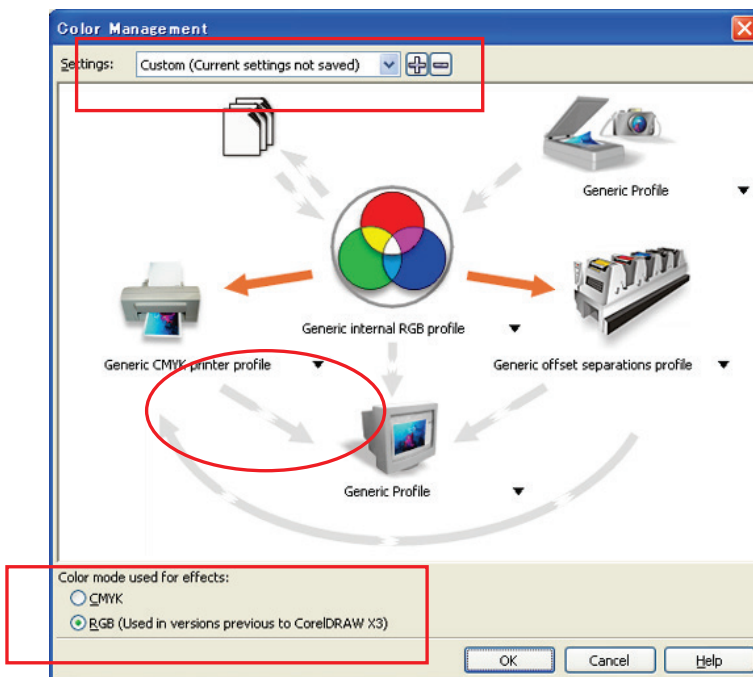 Color Management
Settings: Custom (Current settings not saved)
Generic Profile
Generic internal RGB profile
Generic CMYK printer profile
Generic offset separations profile
Generic Profile
Color mode used for effects:
CMYK
RGB (Used in versions previous to CorelDRAW X3)
OK Cancel Help